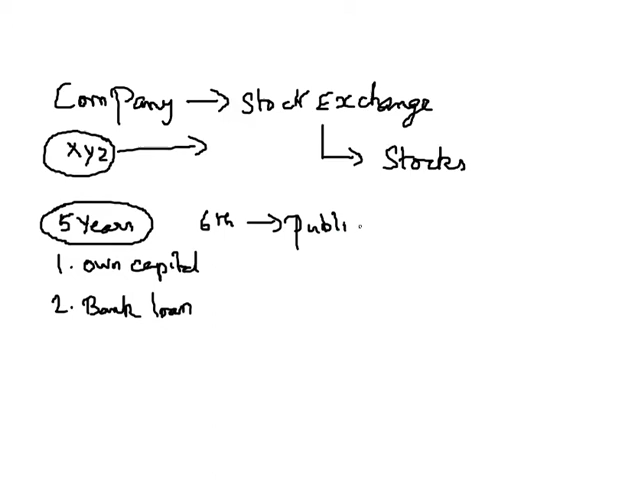 Company → Stock Exchange
xyz →
↳ Stocks
5 Years 6th → Publi
1. own capital
2. Bank loan